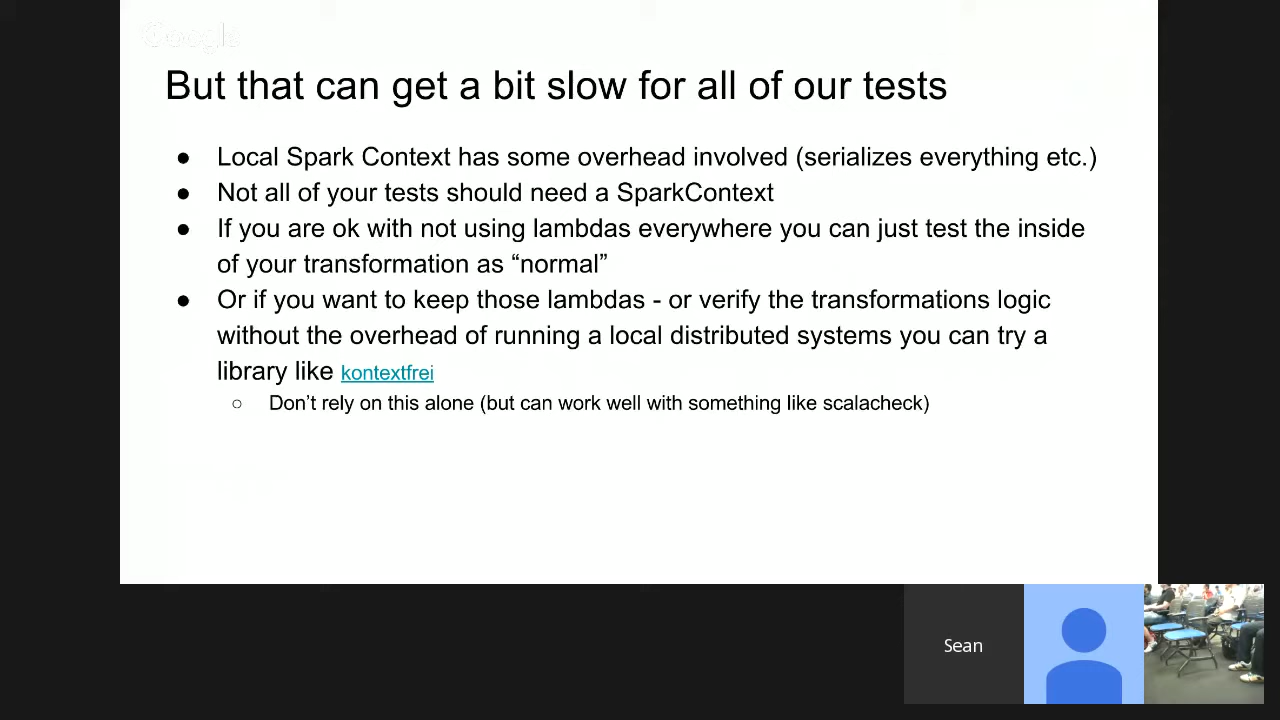 Google
But that can get a bit slow for all of our tests
● Local Spark Context has some overhead involved (serializes everything etc.)
● Not all of your tests should need a SparkContext
● If you are ok with not using lambdas everywhere you can just test the inside
of your transformation as “normal”
● Or if you want to keep those lambdas - or verify the transformations logic
without the overhead of running a local distributed systems you can try a
library like kontextfrei
○ Don’t rely on this alone (but can work well with something like scalacheck)
Sean